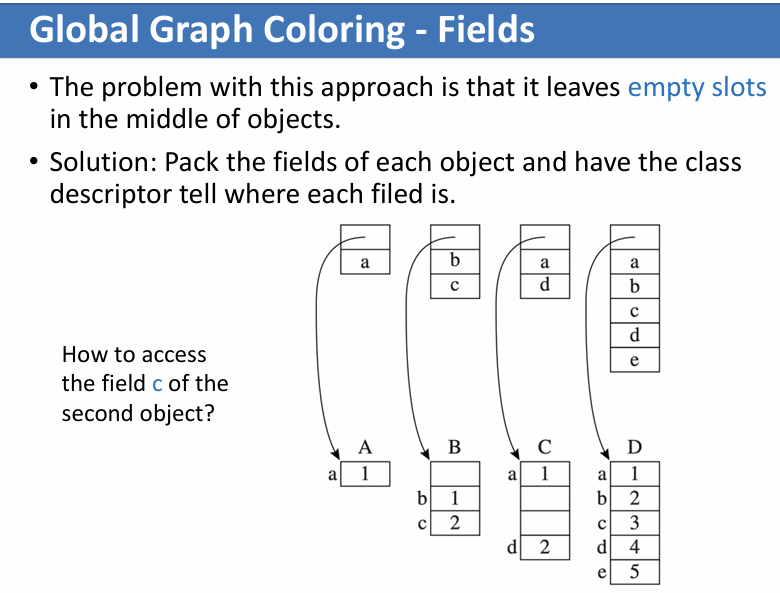 Global Graph Coloring - Fields
• The problem with this approach is that it leaves empty slots
in the middle of objects.
• Solution: Pack the fields of each object and have the class
descriptor tell where each filed is.
a
b
c
a
d
a
b
c
d
e
How to access
the field c of the
second object?
A
a 1
B
b 1
c 2
C
a 1
d 2
D
a 1
b 2
c 3
d 4
e 5